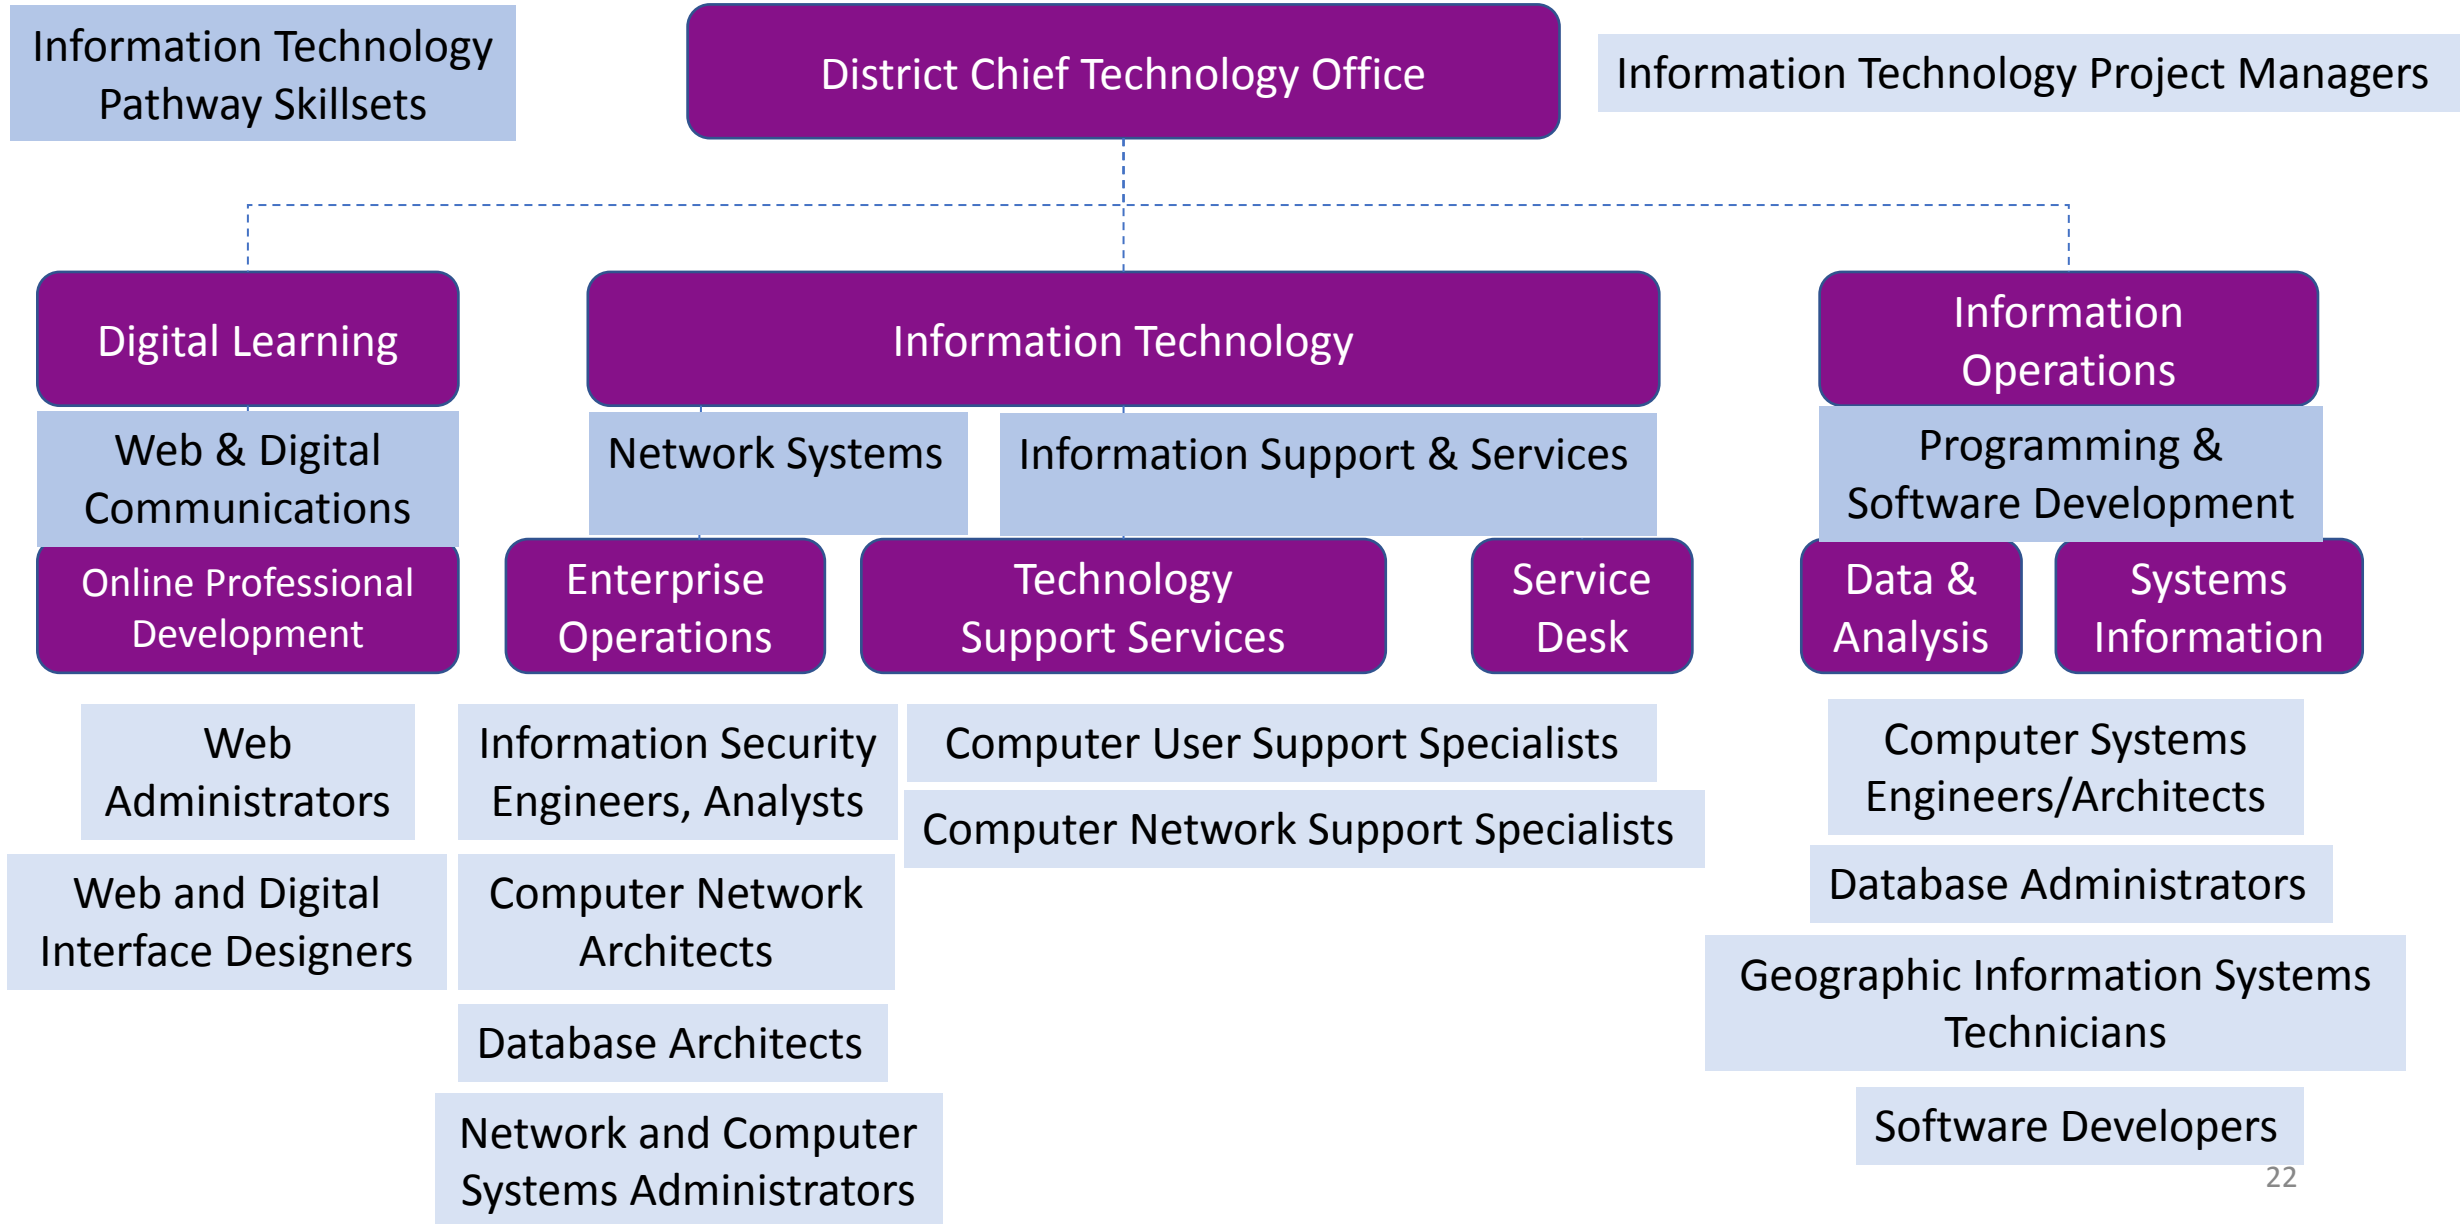 Information Technology
Pathway Skillsets
District Chief Technology Office
Information Technology Project Managers
Digital Learning
Information Technology
Information
Operations
Web & Digital
Communications
Network Systems
Information Support & Services
Programming &
Software Development
Online Professional
Development
Enterprise
Operations
Technology
Support Services
Service
Desk
Data &
Analysis
Systems
Information
Web
Administrators
Web and Digital
Interface Designers
Information Security
Engineers, Analysts
Computer Network
Architects
Database Architects
Network and Computer
Systems Administrators
Computer User Support Specialists
Computer Network Support Specialists
Computer Systems
Engineers/Architects
Database Administrators
Geographic Information Systems
Technicians
Software Developers
22